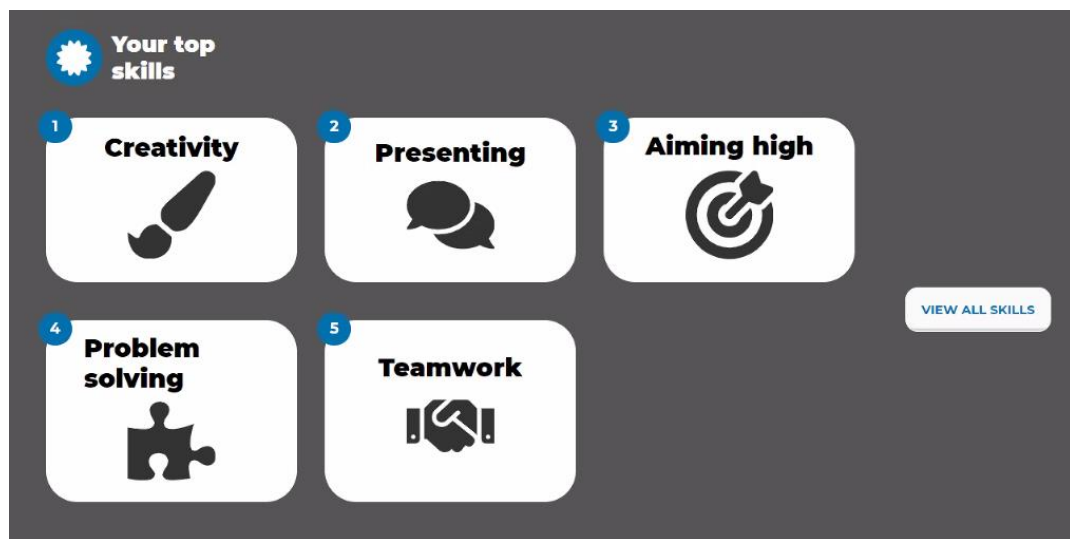 Your top
skills
1
Creativity
2
Presenting
3
Aiming high
4
Problem
solving
5
Teamwork
VIEW ALL SKILLS